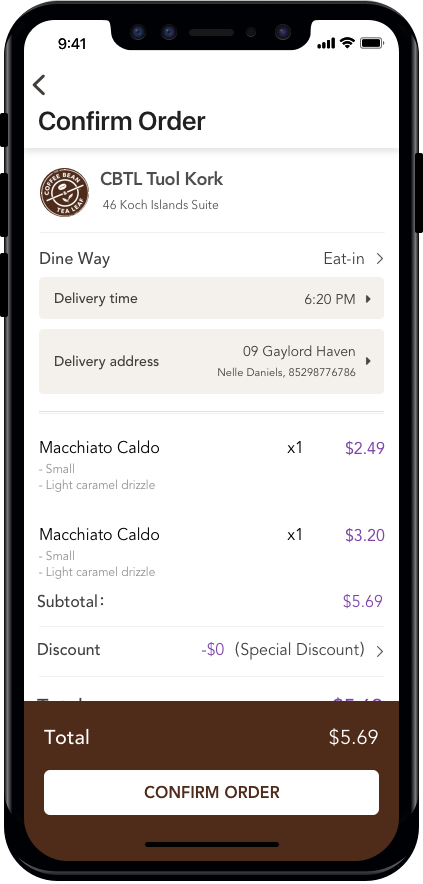 9:41
Confirm Order
COFFEE BEAN
TEA LEAF
CBTL Tuol Kork
46 Koch Islands Suite
Dine Way Eat-in
Delivery time 6:20 PM
Delivery address 09 Gaylord Haven
Nelle Daniels, 85298776786
Macchiato Caldo x1 $2.49
- Small
- Light caramel drizzle
Macchiato Caldo x1 $3.20
- Small
- Light caramel drizzle
Subtotal: $5.69
Discount -$0 (Special Discount)
Total $5.69
CONFIRM ORDER